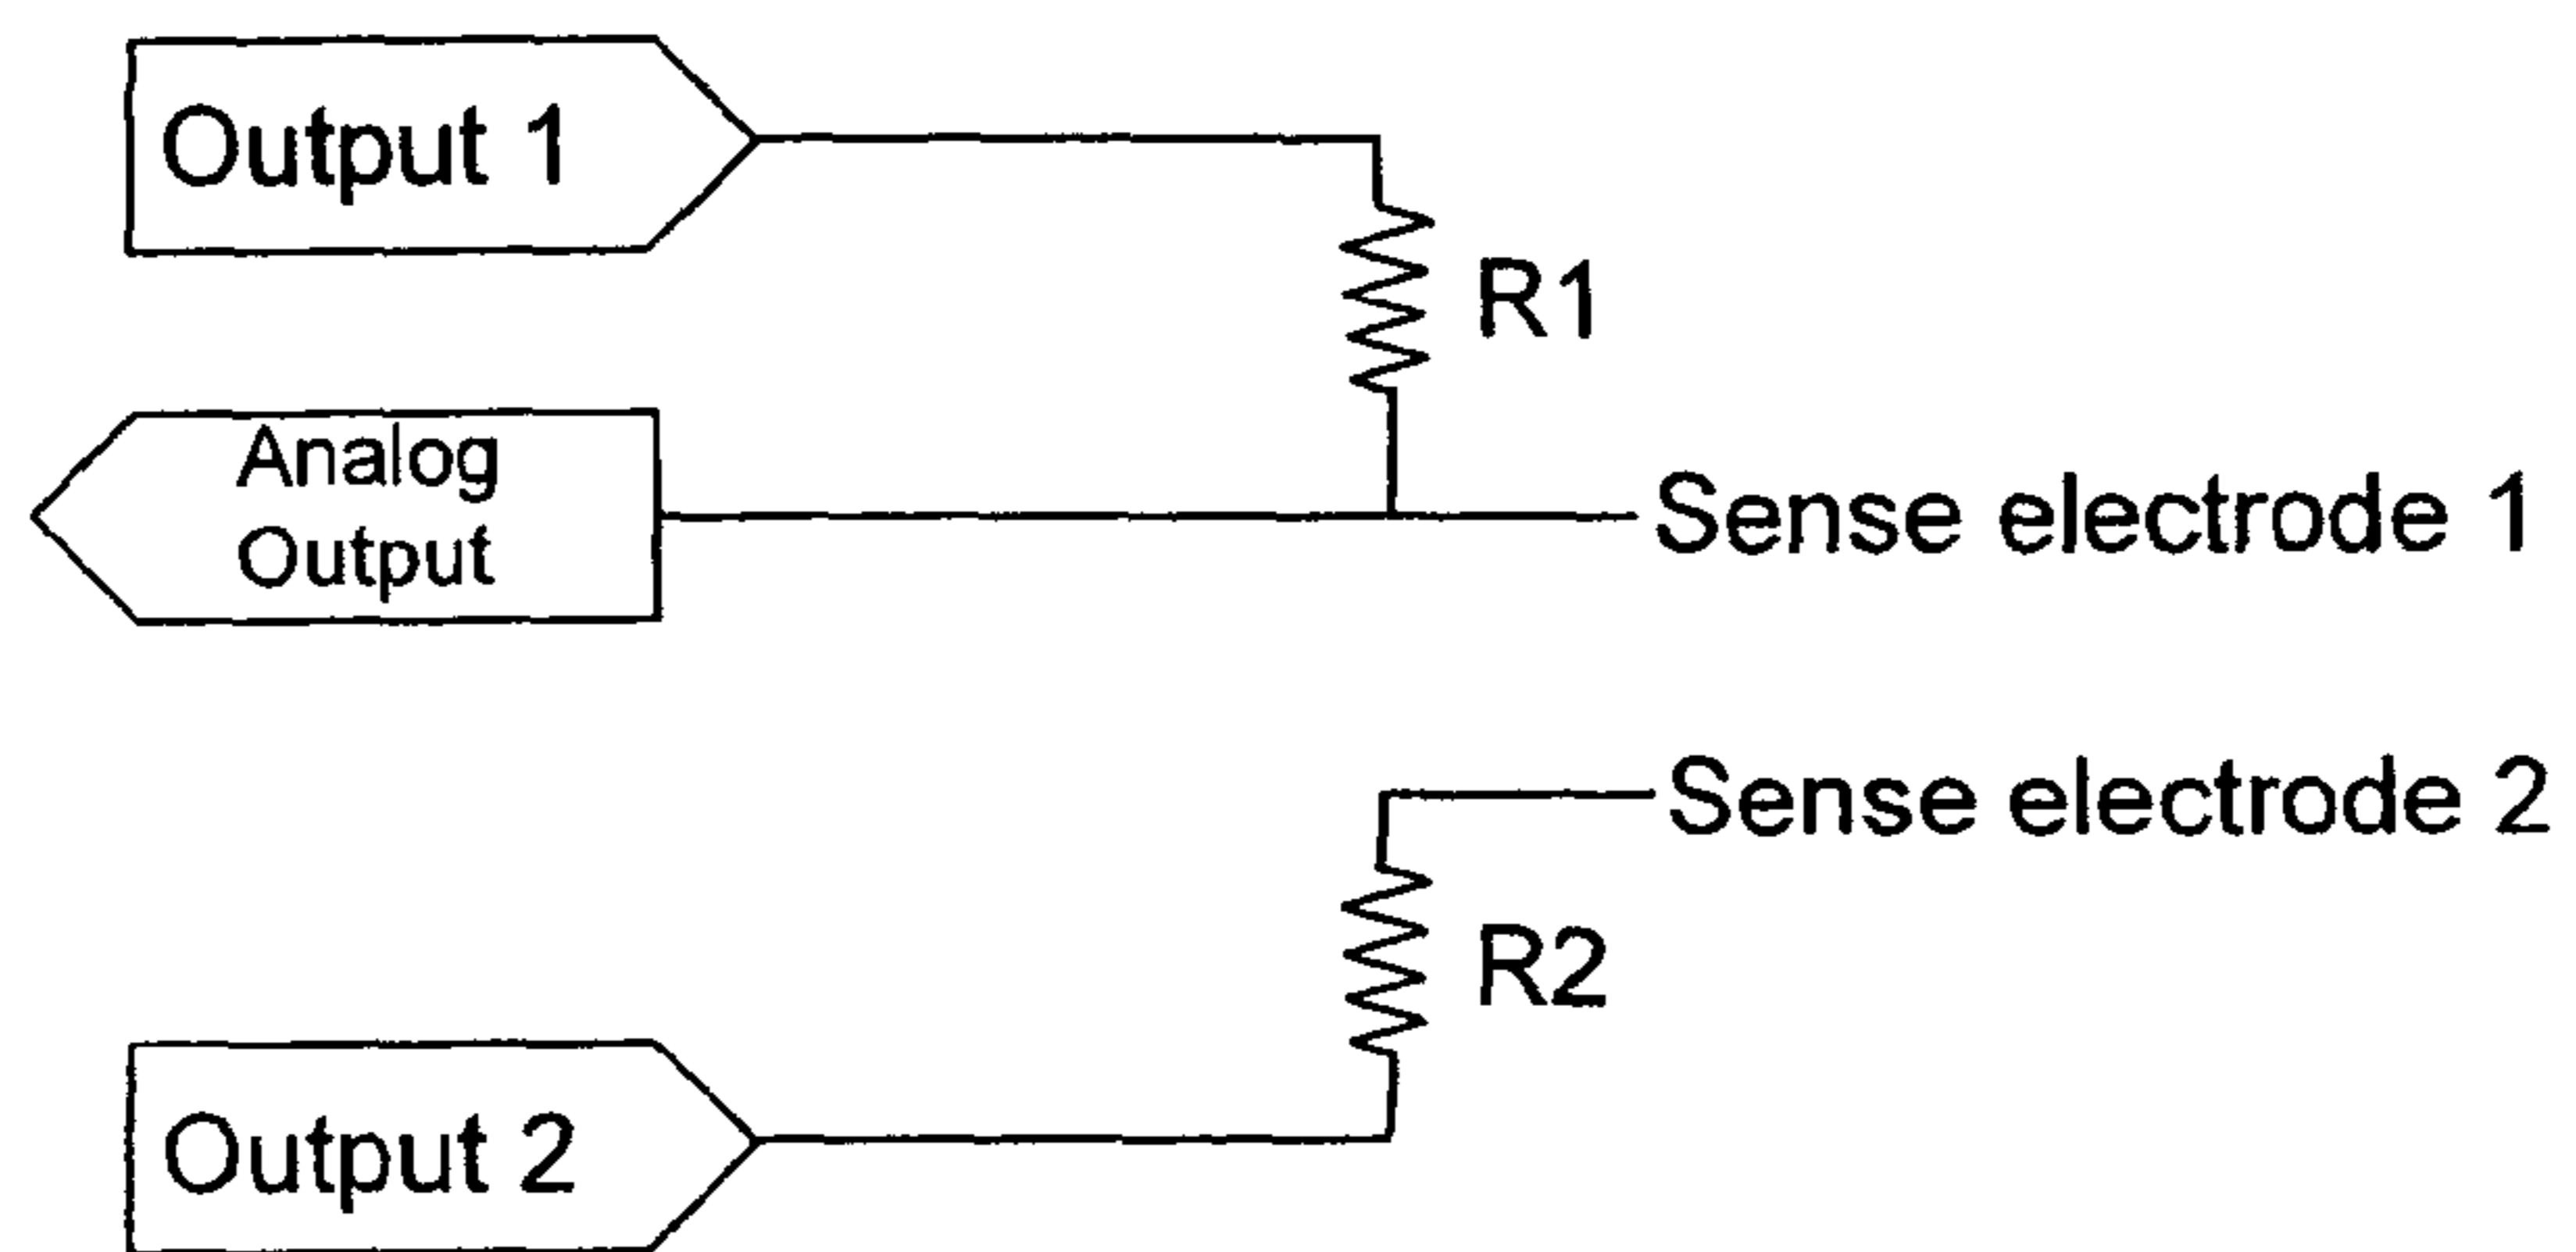 Output 1
R1
Analog
Output
Sense electrode 1
Sense electrode 2
R2
Output 2